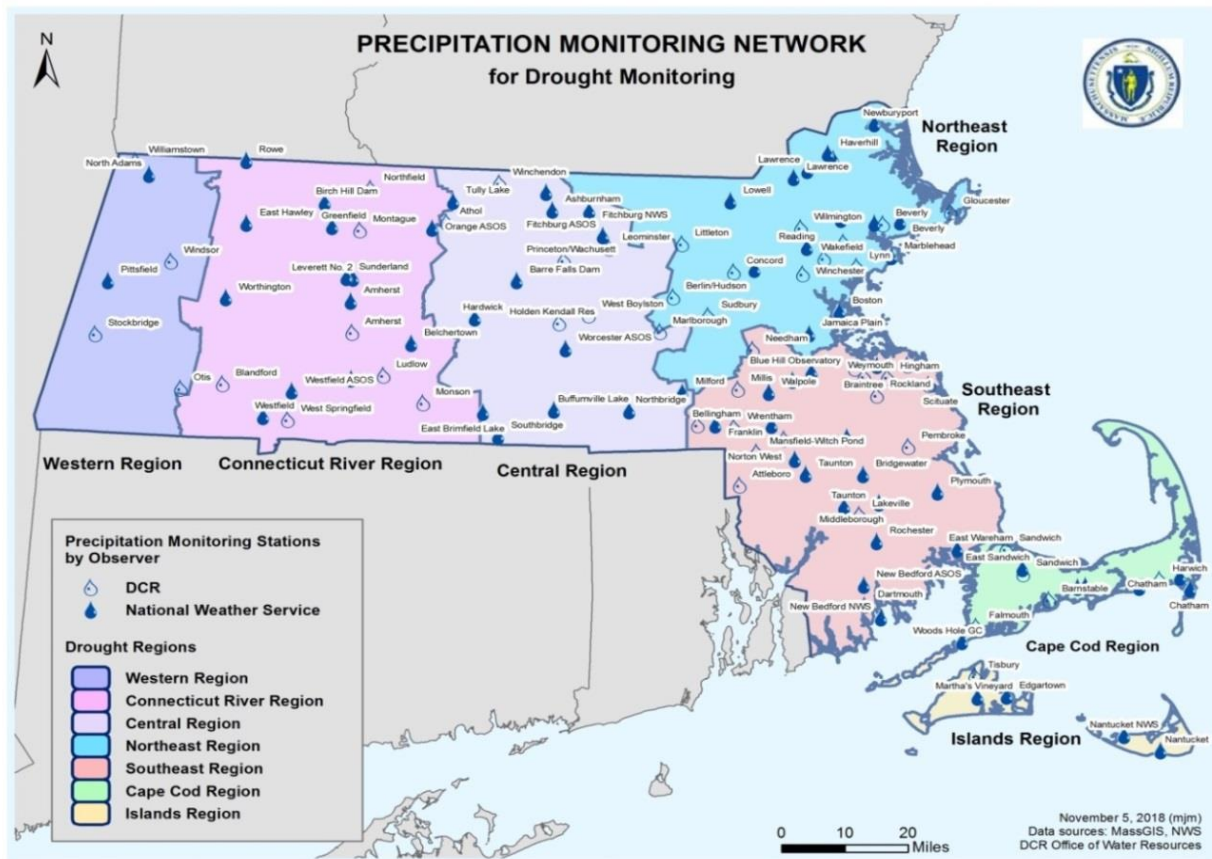 PRECIPITATION MONITORING NETWORK
for Drought Monitoring
N
Northeast
Region
Newburyport
Haverhill
Lawrence
Lawrence
Lowell
Gloucester
Wilmington
Beverly
Beverly
Reading
Wakefield
Marblehead
Lynn
Littleton
Concord
Winchester
Berlin/Hudson
Sudbury
Boston
Marlborough
Jamaica Plain
Needham
Williamstown
North Adams
Windsor
Pittsfield
Stockbridge
Otis
Rowe
Northfield
Birch Hill Dam
East Hawley
Greenfield
Montague
Leverett No. 2
Sunderland
Worthington
Amherst
Amherst
Belchertown
Ludlow
Blandford
Westfield ASOS
Monson
Westfield
West Springfield
East Brimfield Lake
Tully Lake
Winchendon
Athol
Orange ASOS
Ashburnham
Fitchburg NWS
Fitchburg ASOS
Leominster
Princeton/Wachusett
Barre Falls Dam
Hardwick
Holden Kendall Res
West Boylston
Worcester ASOS
Buffumville Lake
Northbridge
Southbridge
Southeast
Region
Blue Hill Observatory
Weymouth
Hingham
Milford
Millis
Walpole
Braintree
Rockland
Scituate
Bellingham
Wrentham
Franklin
Mansfield-Witch Pond
Pembroke
Norton West
Attleboro
Taunton
Bridgewater
Plymouth
Taunton
Lakeville
Middleborough
Rochester
East Wareham
Sandwich
East Sandwich
Sandwich
New Bedford ASOS
Dartmouth
New Bedford NWS
Barnstable
Chatham
Harwich
Chatham
Falmouth
Woods Hole GC
Cape Cod Region
Tisbury
Martha's Vineyard
Edgartown
Islands Region
Nantucket NWS
Nantucket
Western Region
Connecticut River Region
Central Region
Precipitation Monitoring Stations
by Observer
DCR
National Weather Service
Drought Regions
Western Region
Connecticut River Region
Central Region
Northeast Region
Southeast Region
Cape Cod Region
Islands Region
0 10 20
Miles
November 5, 2018 (mjm)
Data sources: MassGIS, NWS
DCR Office of Water Resources